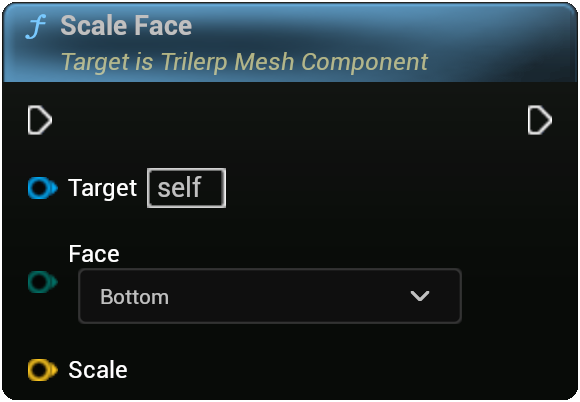 Scale Face
Target is Trilerp Mesh Component
Target self
Face
Bottom
Scale